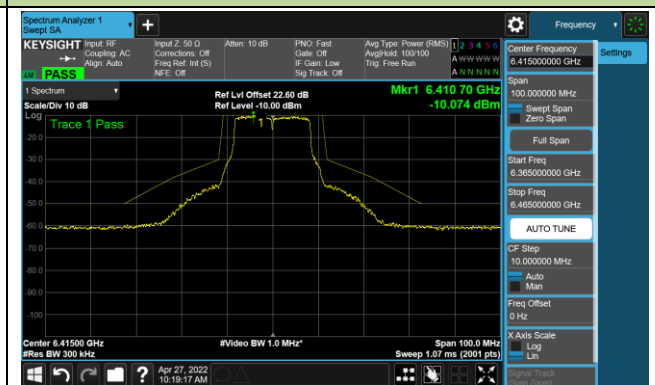 Spectrum Analyzer 1
Swept SA
+
Frequency
KEYSIGHT
Input: RF
Coupling: AC
Align: Auto
Input Z: 50 Ω
Corrections: Off
Freq Ref: Int (S)
NFE: Off
Atten: 10 dB
PNO: Fast
Gate: Off
IF Gain: Low
Sig Track: Off
Avg Type: Power (RMS)
Avg|Hold: 100/100
Trig: Free Run
1 2 3 4 5 6
A W W W W W
A N N N N N
PASS
1 Spectrum
Scale/Div 10 dB
Ref Lvl Offset 22.60 dB
Ref Level -10.00 dBm
Mkr1 6.410 70 GHz
-10.074 dBm
Log
Trace 1 Pass
1
-20.0
-30.0
-40.0
-50.0
-60.0
-70.0
-80.0
-90.0
-100
Center 6.41500 GHz
#Res BW 300 kHz
#Video BW 1.0 MHz*
Span 100.0 MHz
Sweep 1.07 ms (2001 pts)
Center Frequency
6.415000000 GHz
Settings
Span
100.000000 MHz
Swept Span
Zero Span
Full Span
Start Freq
6.365000000 GHz
Stop Freq
6.465000000 GHz
AUTO TUNE
CF Step
10.000000 MHz
Auto
Man
Freq Offset
0 Hz
X Axis Scale
Log
Lin
Signal Track
(Span Zoom)
?
Apr 27, 2022
10:19:17 AM